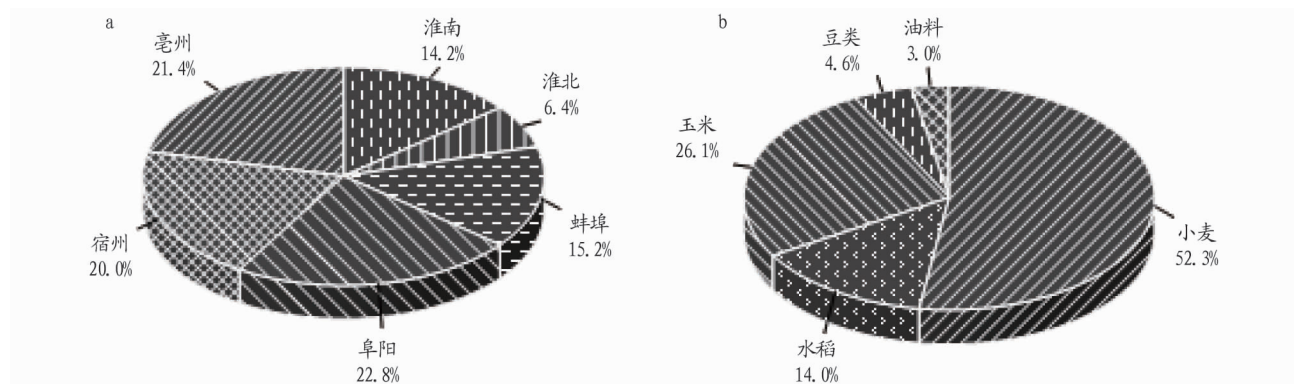 a
淮南
14.2%
淮北
6.4%
蚌埠
15.2%
阜阳
22.8%
宿州
20.0%
亳州
21.4%
b
油料
3.0%
豆类
4.6%
玉米
26.1%
水稻
14.0%
小麦
52.3%